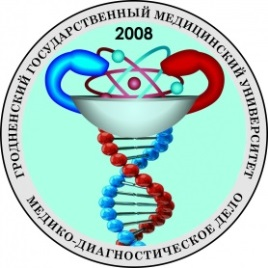 ГРОДНЕНСКИЙ ГОСУДАРСТВЕННЫЙ МЕДИЦИНСКИЙ УНИВЕРСИТЕТ
2008
МЕДИКО-ДИАГНОСТИЧЕСКОЕ ДЕЛО